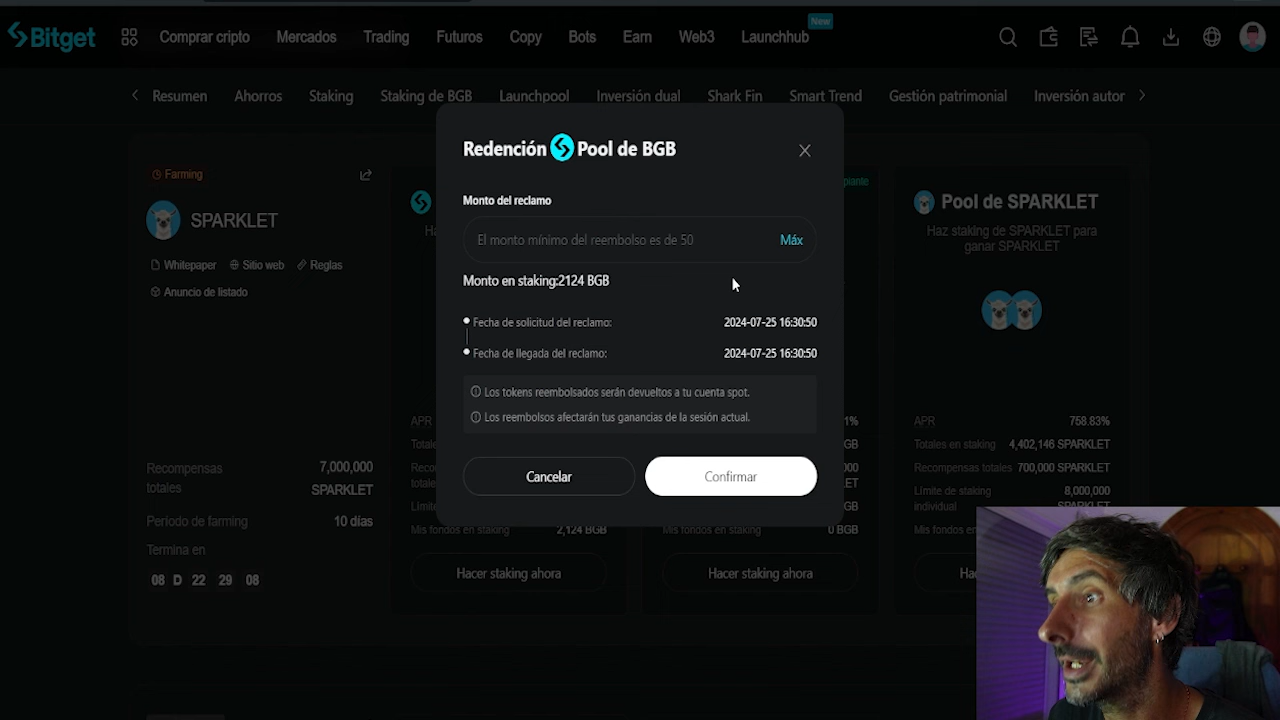 Bitget
Comprar cripto
Mercados
Trading
Futuros
Copy
Bots
Earn
Web3
Launchhub
New
Resumen
Ahorros
Staking
Staking de BGB
Launchpool
Inversión dual
Shark Fin
Smart Trend
Gestión patrimonial
Inversión autor
Farming
SPARKLET
Whitepaper
Sitio web
Reglas
Anuncio de listado
Recompensas totales
7,000,000 SPARKLET
Periodo de farming
10 días
Termina en
08 D 22 29 08
Redención Pool de BGB
Monto del reclamo
El monto mínimo del reembolso es de 50
Máx
Monto en staking:2124 BGB
Fecha de solicitud del reclamo:
2024-07-25 16:30:50
Fecha de llegada del reclamo:
2024-07-25 16:30:50
Los tokens reembolsados serán devueltos a tu cuenta spot.
Los reembolsos afectarán tus ganancias de la sesión actual.
Cancelar
Confirmar
APR
Mis fondos en staking
2,124 BGB
Hacer staking ahora
Mis fondos en staking
0 BGB
Hacer staking ahora
Pool de SPARKLET
Haz staking de SPARKLET para
ganar SPARKLET
APR
758.83%
Totales en staking
4,402,146 SPARKLET
Recompensas totales
700,000 SPARKLET
Límite de staking
individual
8,000,000
SPARKLET
Mis fondos en